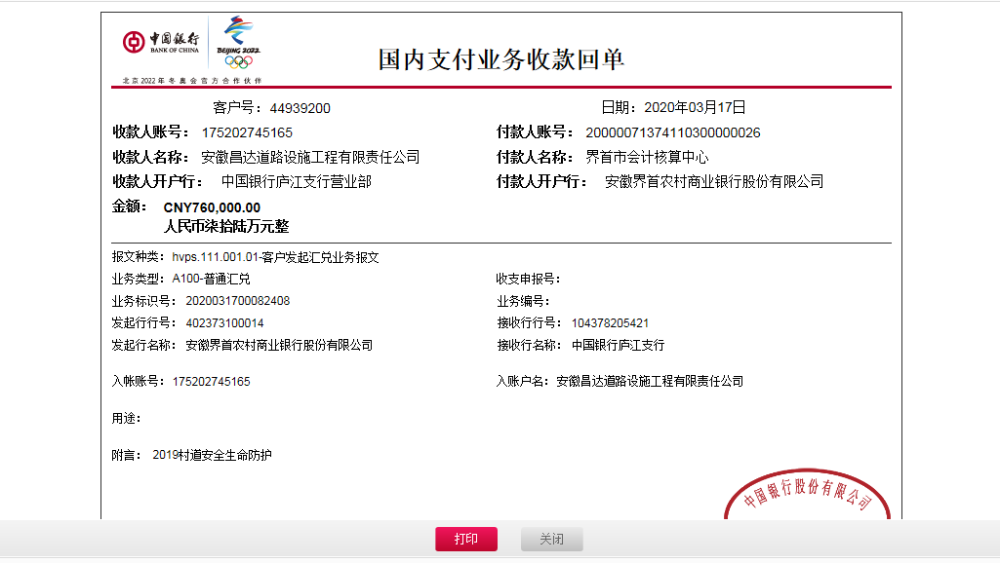 中国银行
BANK OF CHINA
BEIJING 2022
北京2022年冬奥会官方合作伙伴
国内支付业务收款回单
客户号： 44939200
日期： 2020年03月17日
收款人账号： 175202745165
付款人账号： 20000071374110300000026
收款人名称： 安徽昌达道路设施工程有限责任公司
付款人名称： 界首市会计核算中心
收款人开户行： 中国银行庐江支行营业部
付款人开户行： 安徽界首农村商业银行股份有限公司
金额： CNY760,000.00
人民币柒拾陆万元整
报文种类： hvps.111.001.01-客户发起汇兑业务报文
业务类型： A100-普通汇兑
收支申报号：
业务标识号： 2020031700082408
业务编号：
发起行行号： 402373100014
接收行行号： 104378205421
发起行名称： 安徽界首农村商业银行股份有限公司
接收行名称： 中国银行庐江支行
入帐账号： 175202745165
入账户名： 安徽昌达道路设施工程有限责任公司
用途：
附言： 2019村道安全生命防护
中国银行股份有限公司
打印
关闭